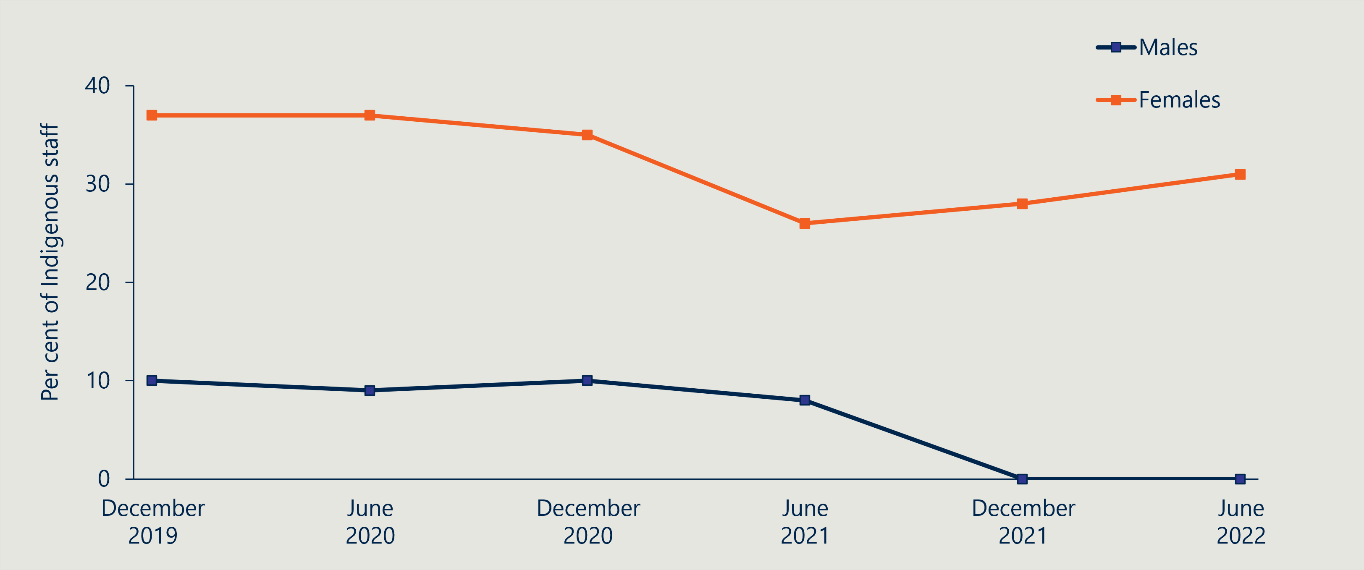 Males
Females
Per cent of Indigenous staff
40
30
20
10
0
December
2019
June
2020
December
2020
June
2021
December
2021
June
2022